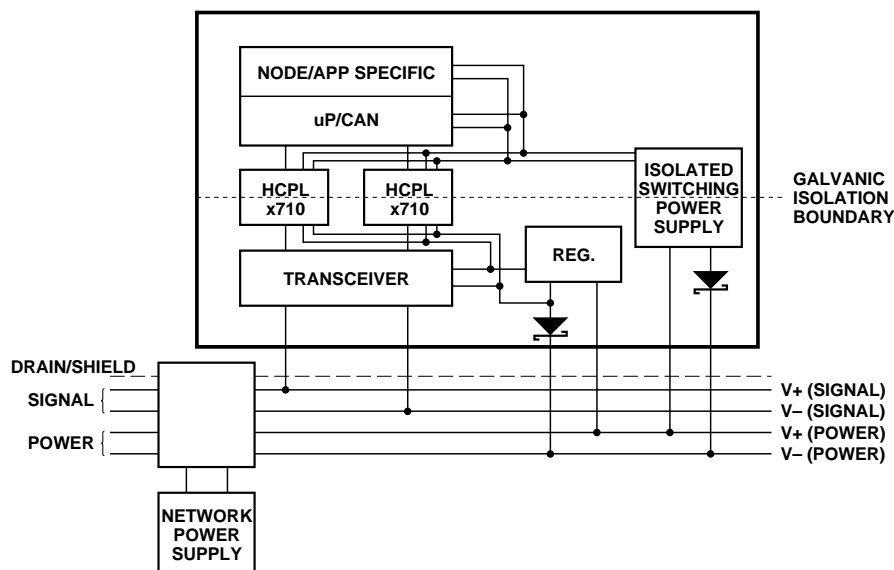 NODE/APP SPECIFIC
uP/CAN
HCPL
x710
HCPL
x710
ISOLATED
SWITCHING
POWER
SUPPLY
GALVANIC
ISOLATION
BOUNDARY
REG.
TRANSCEIVER
DRAIN/SHIELD
SIGNAL
POWER
V+ (SIGNAL)
V– (SIGNAL)
V+ (POWER)
V– (POWER)
NETWORK
POWER
SUPPLY